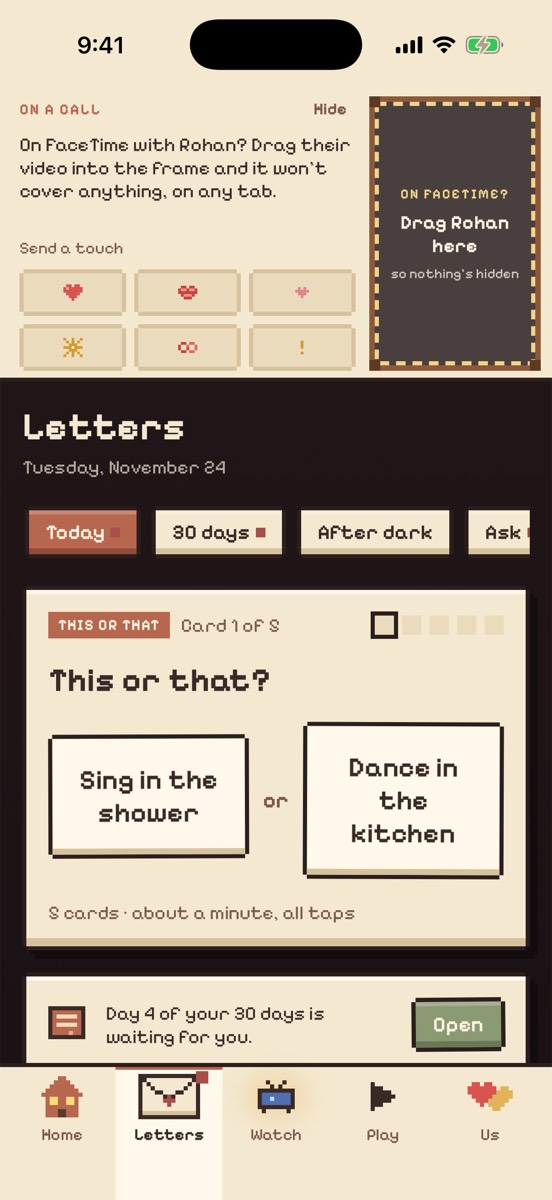 9:41
ON A CALL
Hide
On FaceTime with Rohan? Drag their
video into the frame and it won't
cover anything, on any tab.
Send a touch
ON FACETIME?
Drag Rohan
here
so nothing's hidden
Letters
Tuesday, November 24
Today
30 days
After dark
Ask
THIS OR THAT
Card 1 of 5
This or that?
Sing in the
shower
or
Dance in
the
kitchen
5 cards · about a minute, all taps
Day 4 of your 30 days is
waiting for you.
Open
Home
Letters
Watch
Play
Us